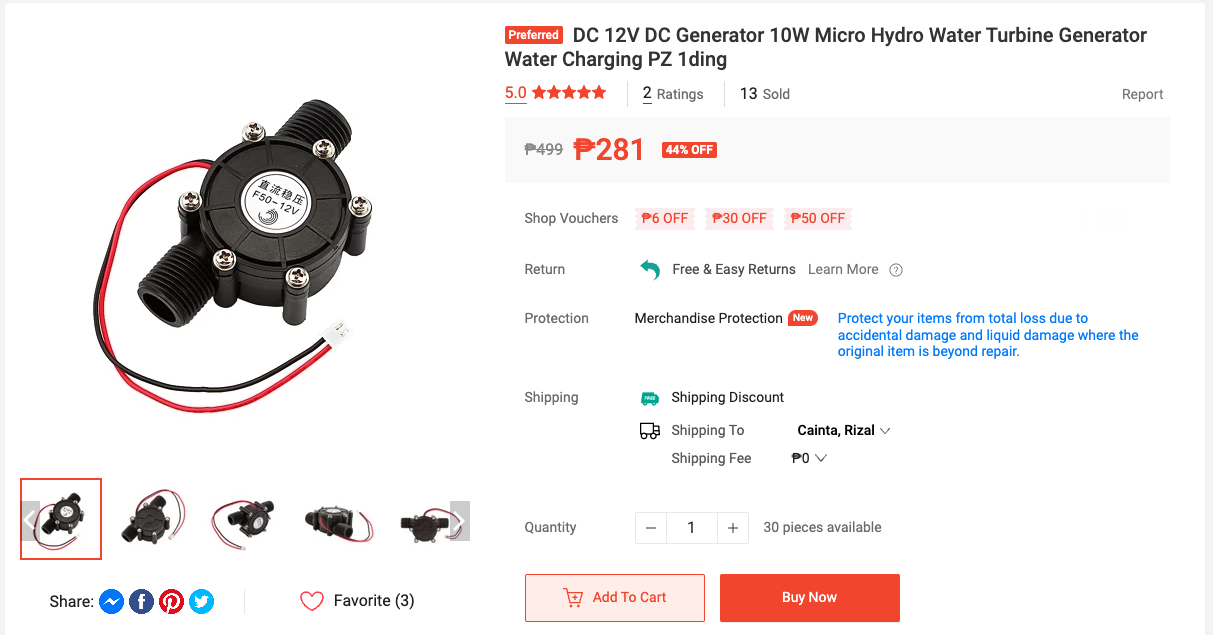 Preferred DC 12V DC Generator 10W Micro Hydro Water Turbine Generator
Water Charging PZ 1ding
5.0 2 Ratings 13 Sold Report
₱499 ₱281 44% OFF
直流稳压
F50-12V
Shop Vouchers ₱6 OFF ₱30 OFF ₱50 OFF
Return Free & Easy Returns Learn More ?
Protection Merchandise Protection New Protect your items from total loss due to
accidental damage and liquid damage where the
original item is beyond repair.
Shipping FREE Shipping Discount
Shipping To Cainta, Rizal
Shipping Fee ₱0
Quantity − 1 + 30 pieces available
Share: Favorite (3)
Add To Cart Buy Now